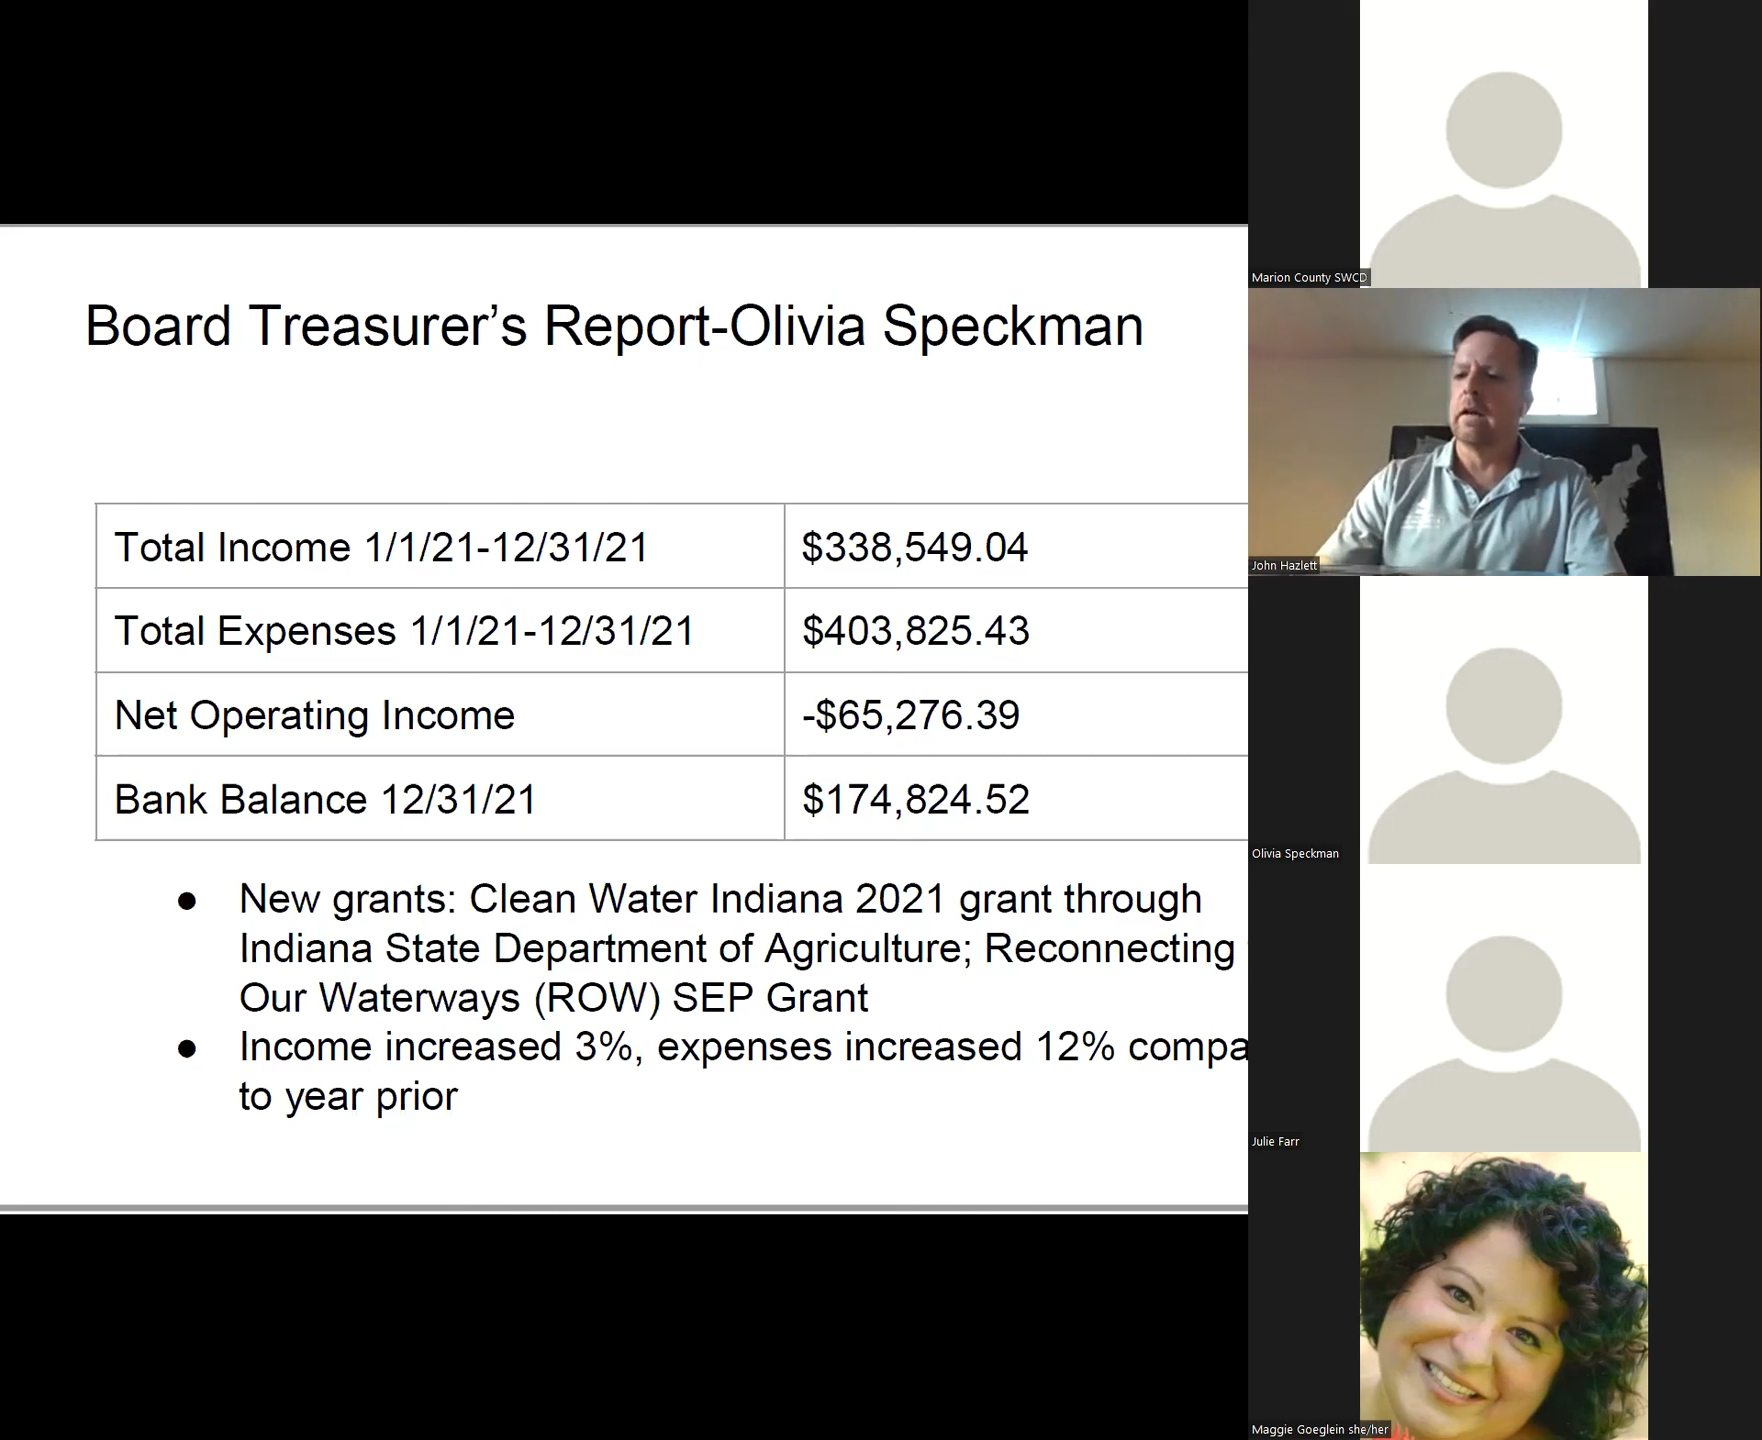 Board Treasurer’s Report-Olivia Speckman
Total Income 1/1/21-12/31/21 $338,549.04
Total Expenses 1/1/21-12/31/21 $403,825.43
Net Operating Income -$65,276.39
Bank Balance 12/31/21 $174,824.52
● New grants: Clean Water Indiana 2021 grant through
Indiana State Department of Agriculture; Reconnecting
Our Waterways (ROW) SEP Grant
● Income increased 3%, expenses increased 12% compa
to year prior
Marion County SWCD
John Hazlett
Olivia Speckman
Julie Farr
Maggie Goeglein she/her